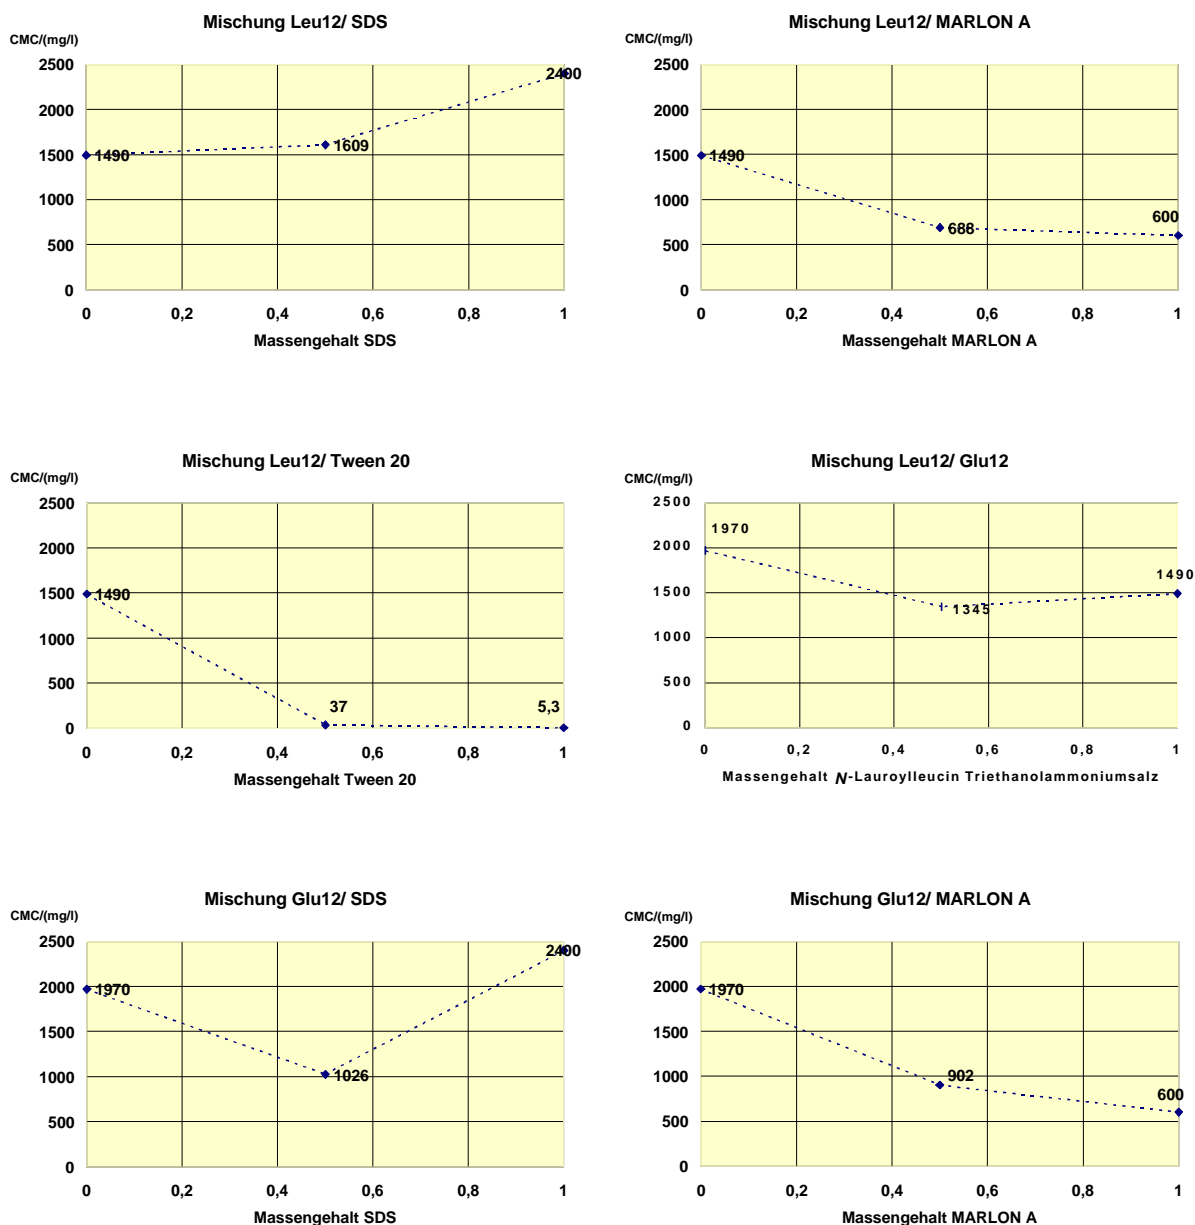 Mischung Leu12/ SDS
CMC/(mg/l)
2500
2000
1500
1000
500
0
2400
1609
1490
0 0,2 0,4 0,6 0,8 1
Massengehalt SDS
Mischung Leu12/ MARLON A
CMC/(mg/l)
2500
2000
1500
1000
500
0
1490
688
600
0 0,2 0,4 0,6 0,8 1
Massengehalt MARLON A
Mischung Leu12/ Tween 20
CMC/(mg/l)
2500
2000
1500
1000
500
0
1490
37
5,3
0 0,2 0,4 0,6 0,8 1
Massengehalt Tween 20
Mischung Leu12/ Glu12
CMC/(mg/l)
2500
2000
1500
1000
500
0
1970
1345
1490
0 0,2 0,4 0,6 0,8 1
Massengehalt N-Lauroylleucin Triethanolammoniumsalz
Mischung Glu12/ SDS
CMC/(mg/l)
2500
2000
1500
1000
500
0
1970
1026
2400
0 0,2 0,4 0,6 0,8 1
Massengehalt SDS
Mischung Glu12/ MARLON A
CMC/(mg/l)
2500
2000
1500
1000
500
0
1970
902
600
0 0,2 0,4 0,6 0,8 1
Massengehalt MARLON A